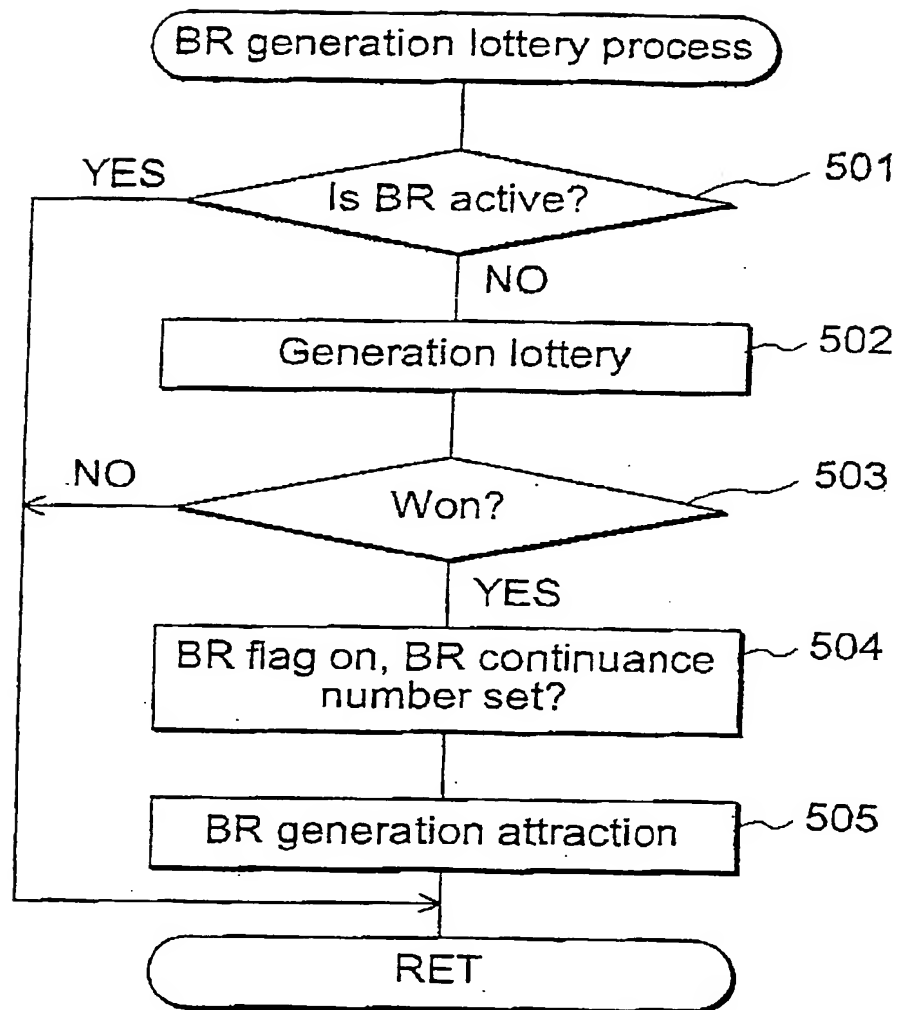 BR generation lottery process
YES
501
Is BR active?
NO
502
Generation lottery
NO
503
Won?
YES
504
BR flag on, BR continuance
number set?
505
BR generation attraction
RET